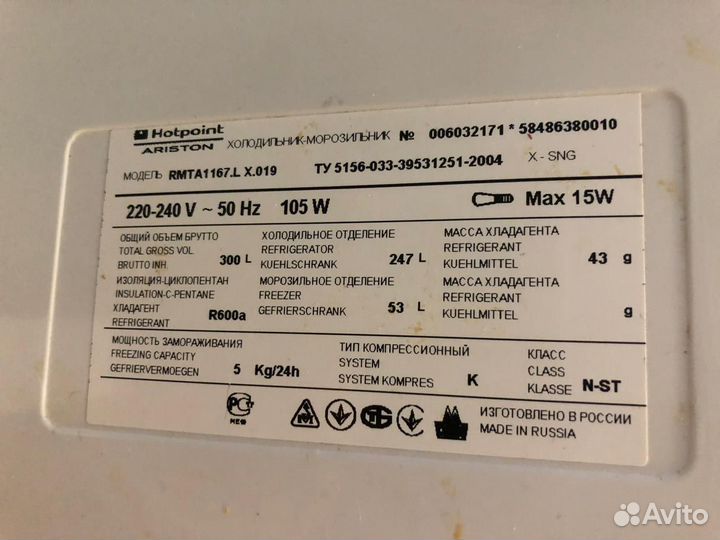 Hotpoint
ARISTON
ХОЛОДИЛЬНИК-МОРОЗИЛЬНИК № 006032171 * 58486380010
МОДЕЛЬ RMTA1167.L X.019 ТУ 5156-033-39531251-2004 X - SNG
220-240 V ~ 50 Hz 105 W Max 15W
ОБЩИЙ ОБЪЕМ БРУТТО
TOTAL GROSS VOL
BRUTTO INH 300 L
ХОЛОДИЛЬНОЕ ОТДЕЛЕНИЕ
REFRIGERATOR
KUEHLSCHRANK 247 L
МАССА ХЛАДАГЕНТА
REFRIGERANT
KUEHLMITTEL 43 g
ИЗОЛЯЦИЯ-ЦИКЛОПЕНТАН
INSULATION-C-PENTANE
ХЛАДАГЕНТ
REFRIGERENT R600a
МОРОЗИЛЬНОЕ ОТДЕЛЕНИЕ
FREEZER
GEFRIERSCHRANK 53 L
МАССА ХЛАДАГЕНТА
REFRIGERANT
KUEHLMITTEL g
МОЩНОСТЬ ЗАМОРАЖИВАНИЯ
FREEZING CAPACITY
GEFRIERVERMOEGEN 5 Kg/24h
ТИП КОМПРЕССИОННЫЙ
SYSTEM
SYSTEM KOMPRES K
КЛАСС
CLASS
KLASSE N-ST
ИЗГОТОВЛЕНО В РОССИИ
MADE IN RUSSIA
Avito